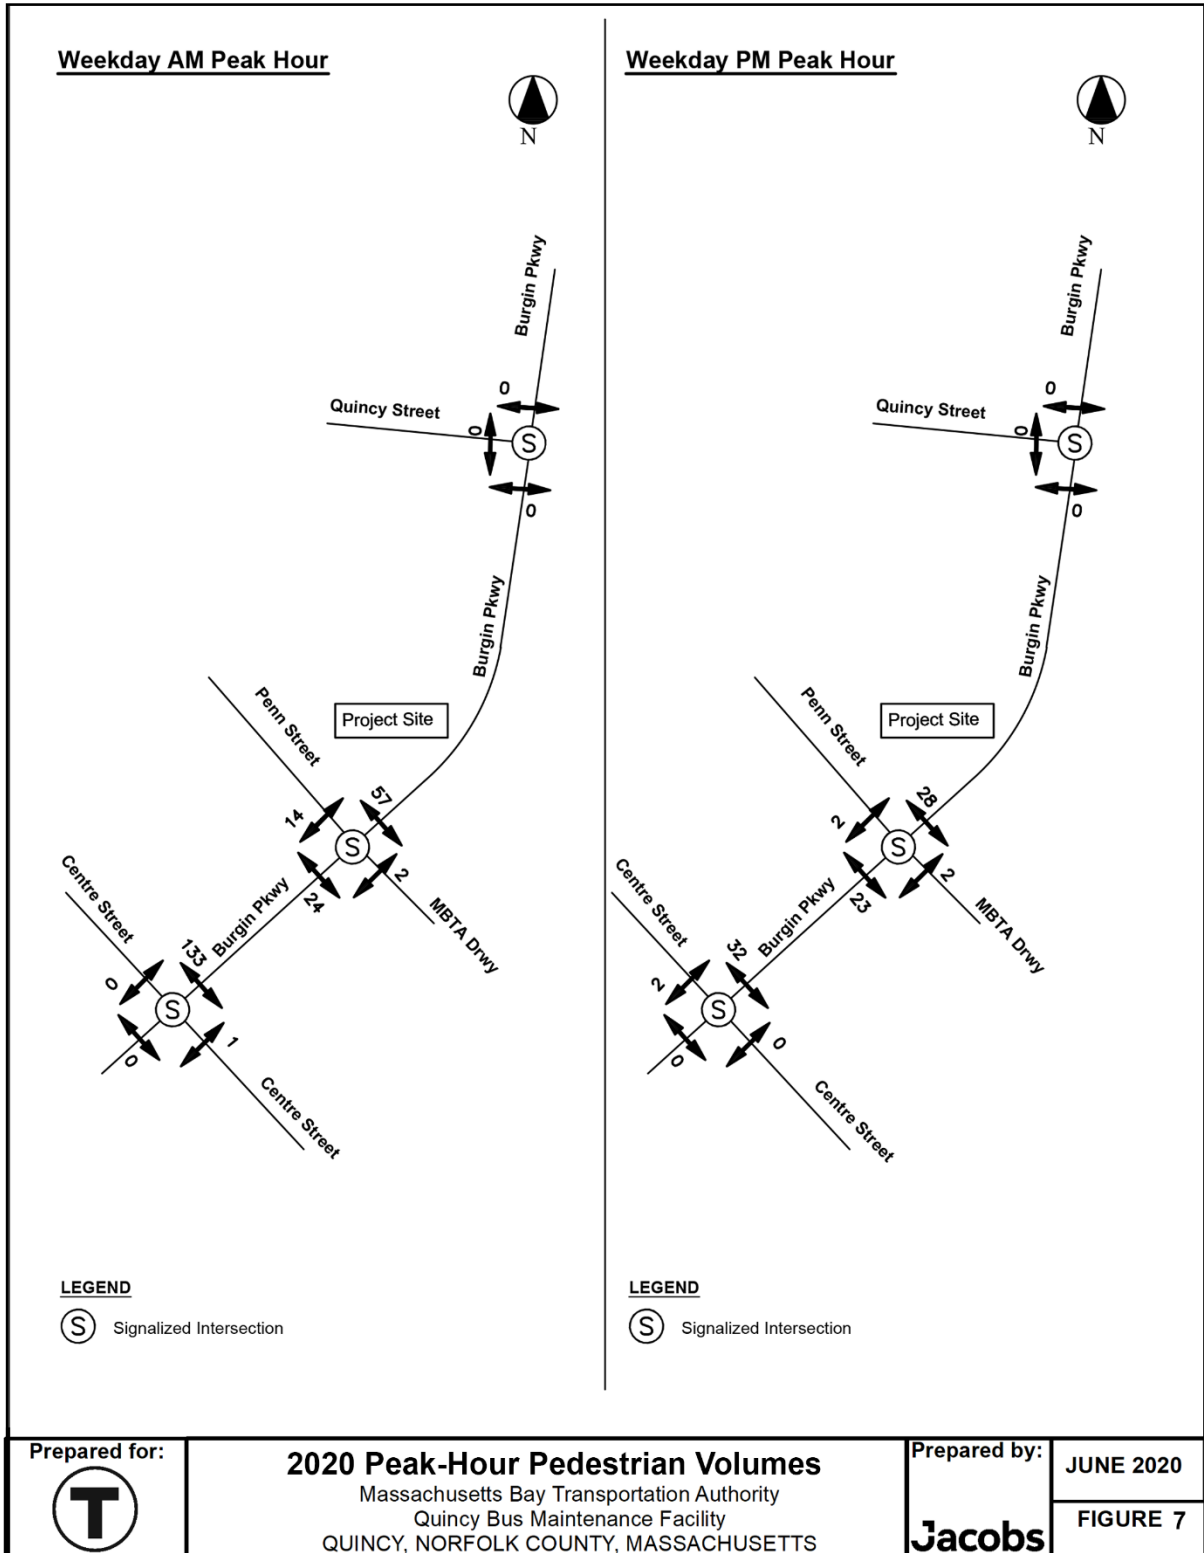 Weekday AM Peak Hour
N
Burgin Pkwy
0
Quincy Street
0
S
0
Burgin Pkwy
Penn Street
Project Site
57
14
S
24
2
MBTA Drwy
Burgin Pkwy
Centre Street
133
0
S
0
1
Centre Street
LEGEND
S Signalized Intersection
Weekday PM Peak Hour
N
Burgin Pkwy
0
Quincy Street
0
S
0
Burgin Pkwy
Penn Street
Project Site
28
2
S
23
2
MBTA Drwy
Burgin Pkwy
Centre Street
32
2
S
0
0
Centre Street
LEGEND
S Signalized Intersection
Prepared for:
T
2020 Peak-Hour Pedestrian Volumes
Massachusetts Bay Transportation Authority
Quincy Bus Maintenance Facility
QUINCY, NORFOLK COUNTY, MASSACHUSETTS
Prepared by:
Jacobs
JUNE 2020
FIGURE 7